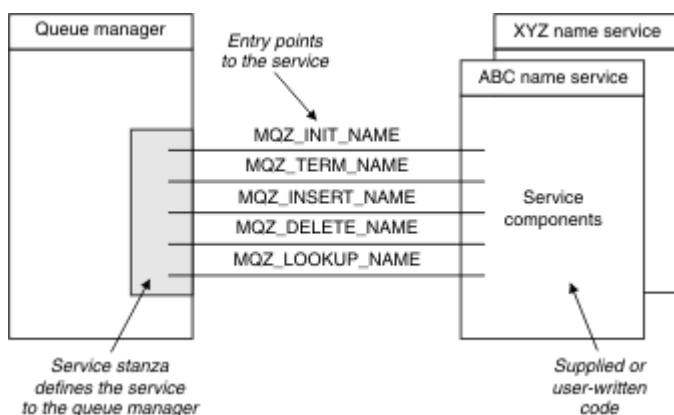 Queue manager
Entry points
to the service
XYZ name service
ABC name service
MQZ_INIT_NAME
MQZ_TERM_NAME
MQZ_INSERT_NAME
MQZ_DELETE_NAME
MQZ_LOOKUP_NAME
Service
components
Service stanza
defines the service
to the queue manager
Supplied or
user-written
code